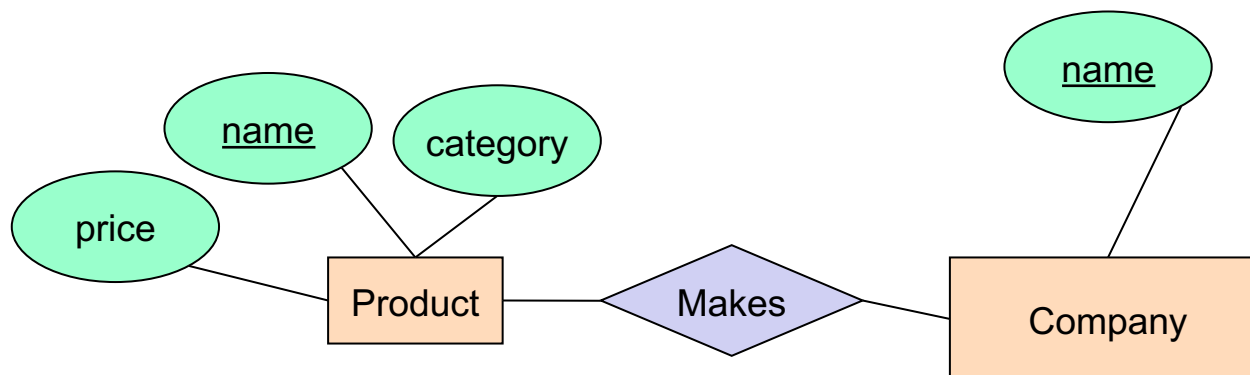 name
name
category
price
Product
Makes
Company